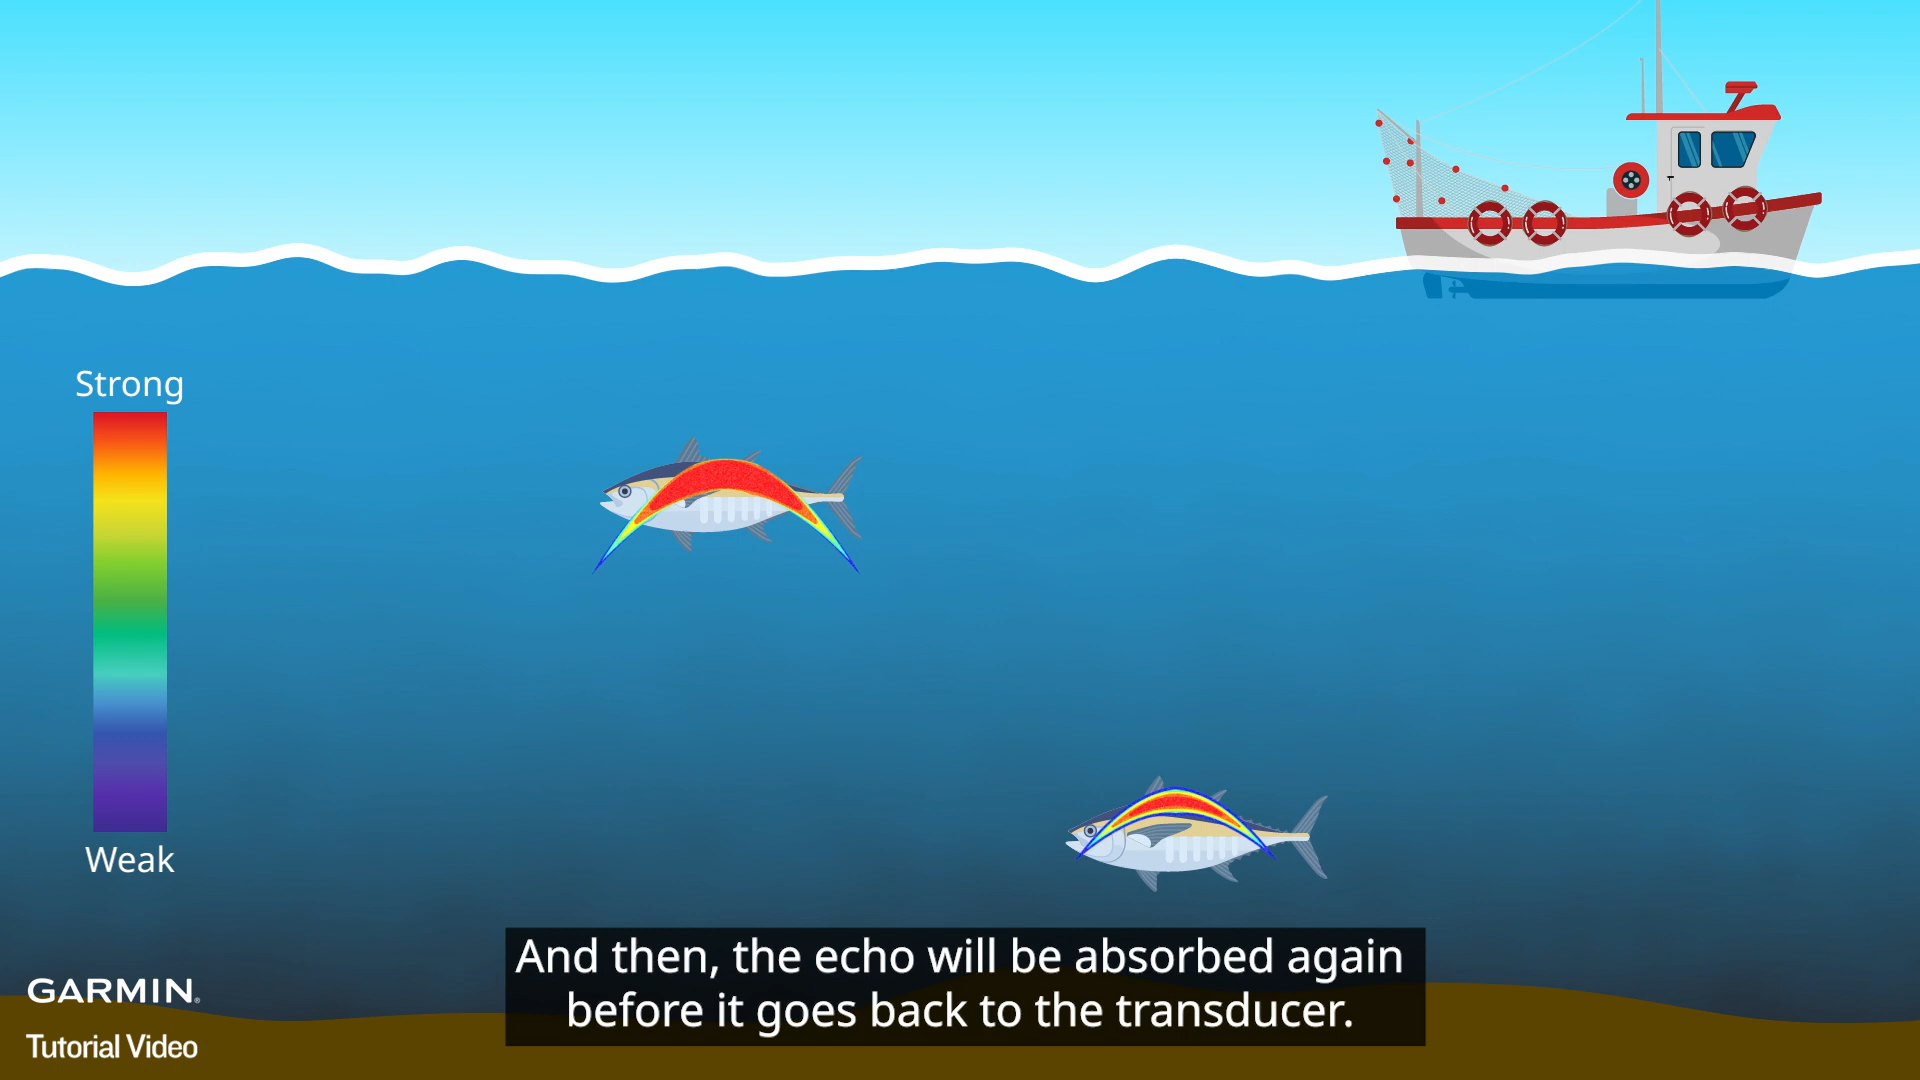 Strong
Weak
And then, the echo will be absorbed again
before it goes back to the transducer.
GARMIN®
Tutorial Video